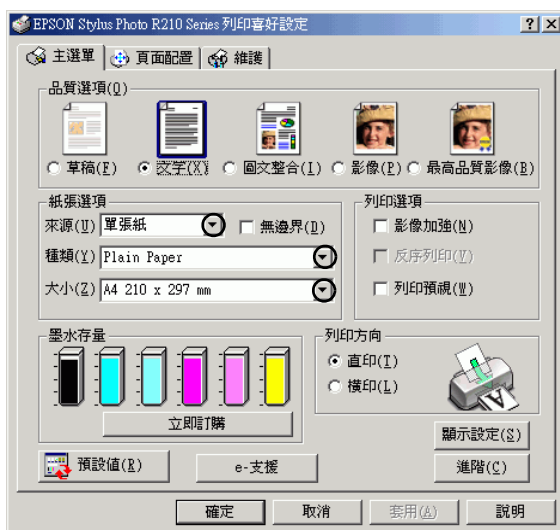 EPSON Stylus Photo R210 Series 列印喜好設定
主選單 頁面配置 維護
品質選項(Q)
草稿(F) 文字(X) 圖文整合(I) 影像(P) 最高品質影像(B)
紙張選項
來源(U) 單張紙 無邊界(D)
種類(Y) Plain Paper
大小(Z) A4 210 x 297 mm
列印選項
影像加強(N)
反序列印(V)
列印預視(W)
墨水存量
立即訂購
列印方向
直印(T)
橫印(L)
A
顯示設定(S)
預設值(R) e-支援 進階(C)
確定 取消 套用(A) 說明